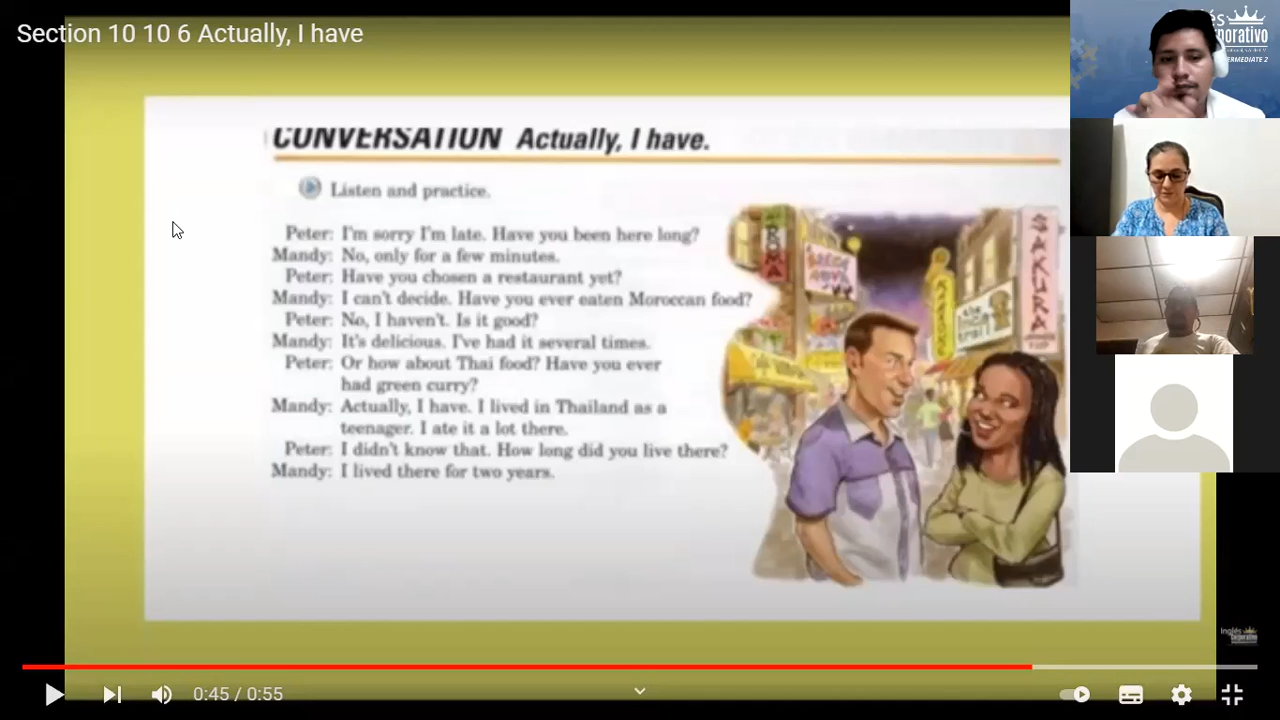 Section 10 10 6 Actually, I have
CONVERSATION Actually, I have.
Listen and practice.
Peter: I'm sorry I'm late. Have you been here long?
Mandy: No, only for a few minutes.
Peter: Have you chosen a restaurant yet?
Mandy: I can't decide. Have you ever eaten Moroccan food?
Peter: No, I haven't. Is it good?
Mandy: It's delicious. I've had it several times.
Peter: Or how about Thai food? Have you ever
had green curry?
Mandy: Actually, I have. I lived in Thailand as a
teenager. I ate it a lot there.
Peter: I didn't know that. How long did you live there?
Mandy: I lived there for two years.
SAKURA
0:45 / 0:55